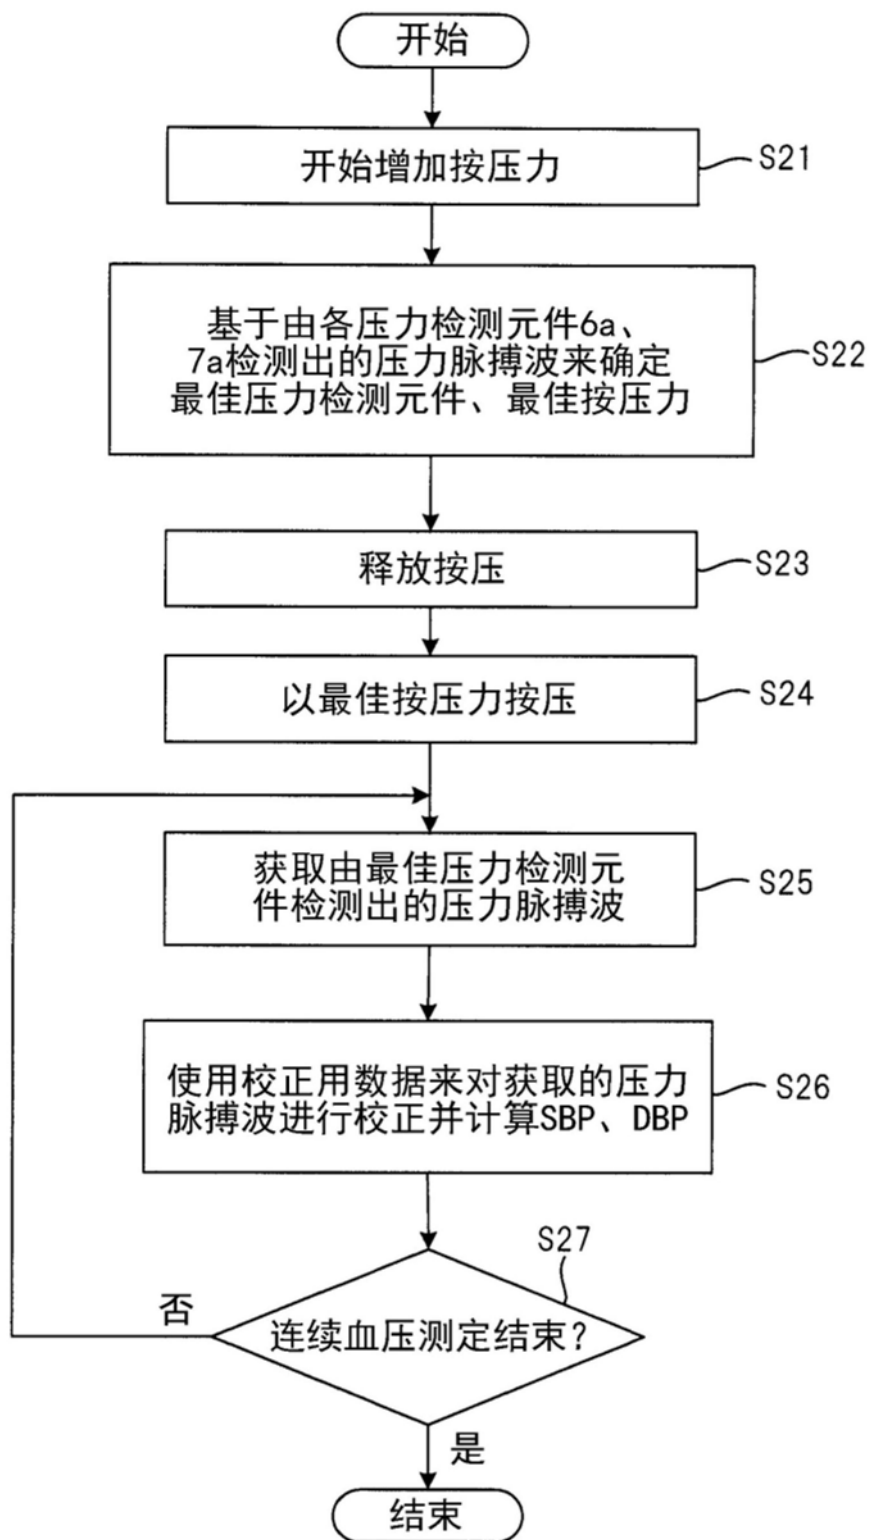 开始
开始增加按压力
S21
基于由各压力检测元件6a、
7a检测出的压力脉搏波来确定
最佳压力检测元件、最佳按压力
S22
释放按压
S23
以最佳按压力按压
S24
获取由最佳压力检测元
件检测出的压力脉搏波
S25
使用校正用数据来对获取的压力
脉搏波进行校正并计算SBP、DBP
S26
S27
连续血压测定结束?
否
是
结束